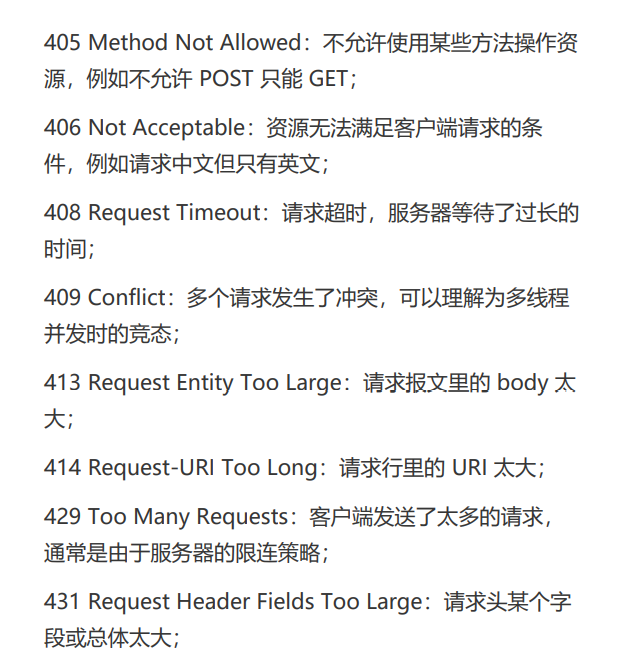 405 Method Not Allowed：不允许使用某些方法操作资
源，例如不允许 POST 只能 GET；
406 Not Acceptable：资源无法满足客户端请求的条
件，例如请求中文但只有英文；
408 Request Timeout：请求超时，服务器等待了过长的
时间；
409 Conflict：多个请求发生了冲突，可以理解为多线程
并发时的竞态；
413 Request Entity Too Large：请求报文里的 body 太
大；
414 Request-URI Too Long：请求行里的 URI 太大；
429 Too Many Requests：客户端发送了太多的请求，
通常是由于服务器的限连策略；
431 Request Header Fields Too Large：请求头某个字
段或总体太大；